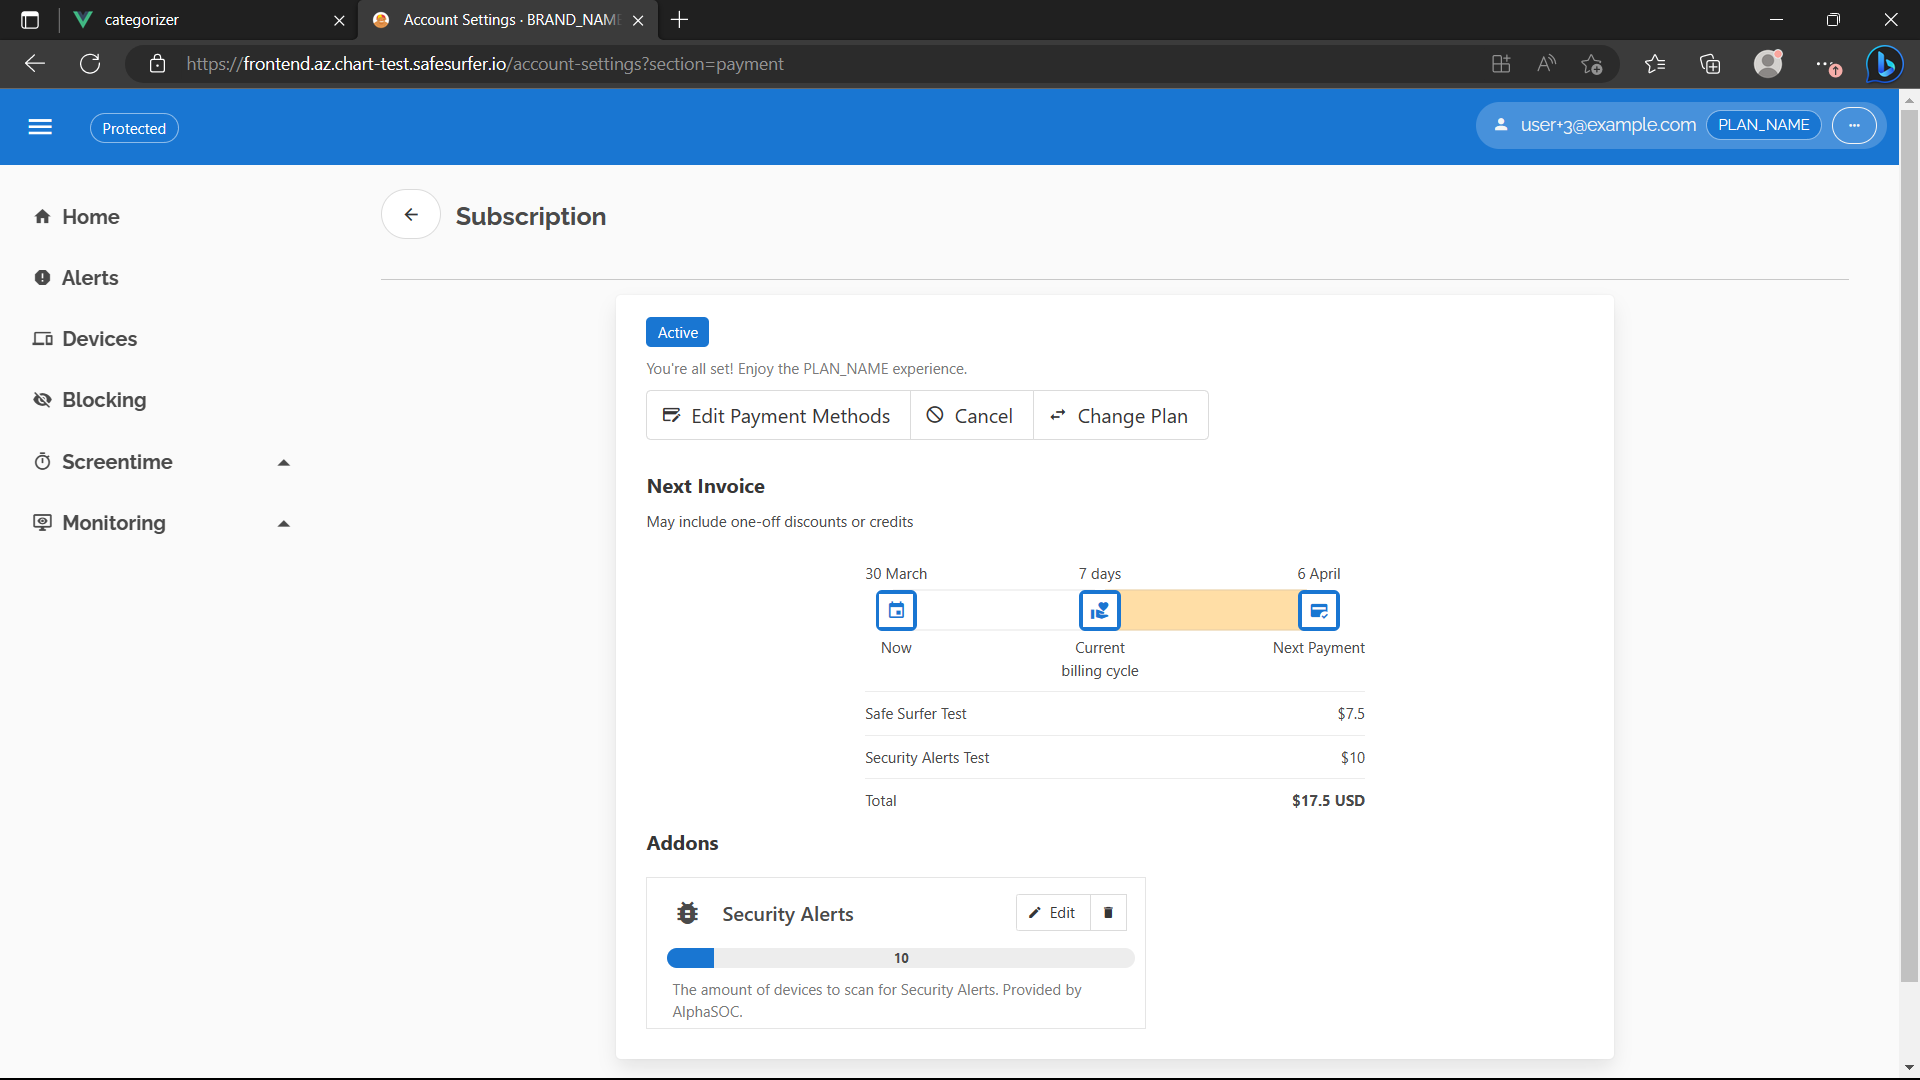 categorizer
Account Settings · BRAND_NAME
https://frontend.az.chart-test.safesurfer.io/account-settings?section=payment
Protected
user+3@example.com PLAN_NAME
Home
Alerts
Devices
Blocking
Screentime
Monitoring
Subscription
Active
You're all set! Enjoy the PLAN_NAME experience.
Edit Payment Methods Cancel Change Plan
Next Invoice
May include one-off discounts or credits
30 March 7 days 6 April
Now Current Next Payment
billing cycle
Safe Surfer Test $7.5
Security Alerts Test $10
Total $17.5 USD
Addons
Security Alerts Edit
10
The amount of devices to scan for Security Alerts. Provided by
AlphaSOC.